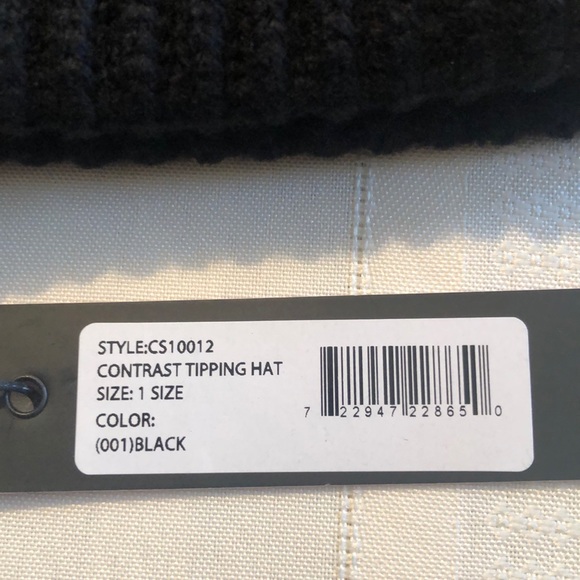 STYLE:CS10012
CONTRAST TIPPING HAT
SIZE: 1 SIZE
COLOR:
(001)BLACK
7 22947 22865 0